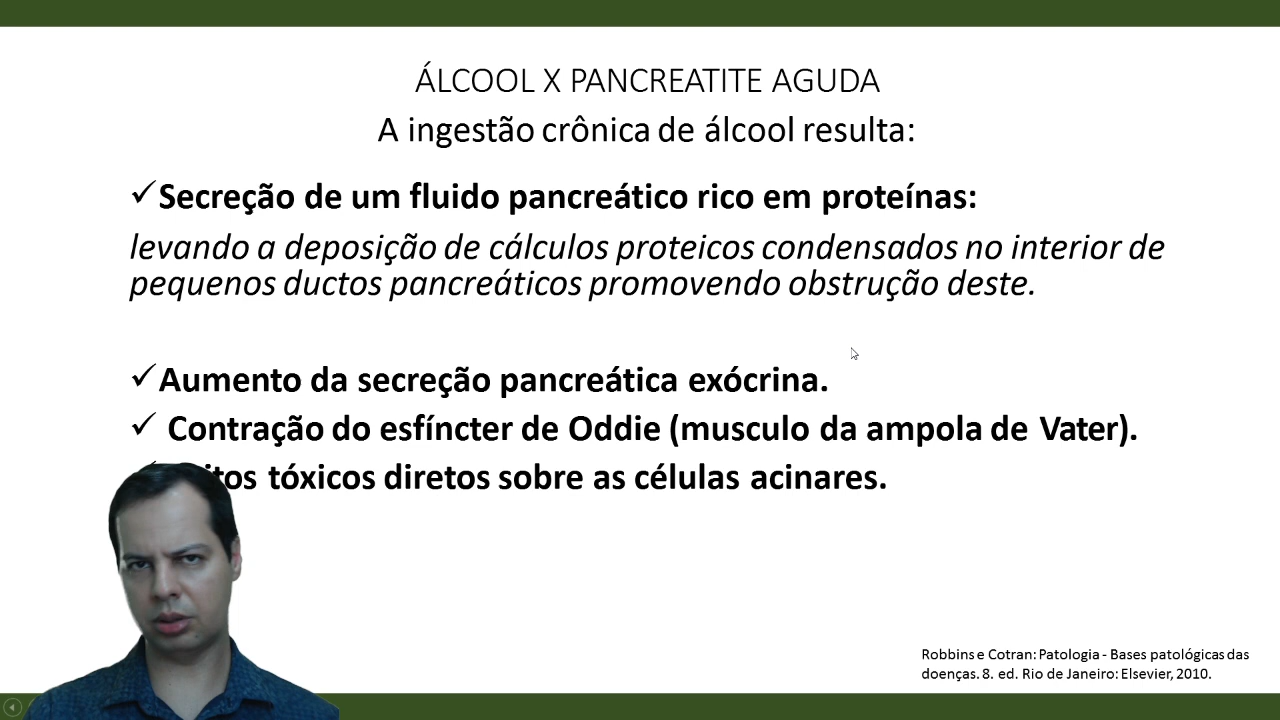 ÁLCOOL X PANCREATITE AGUDA
A ingestão crônica de álcool resulta:
✓Secreção de um fluido pancreático rico em proteínas:
levando a deposição de cálculos proteicos condensados no interior de
pequenos ductos pancreáticos promovendo obstrução deste.
✓Aumento da secreção pancreática exócrina.
✓ Contração do esfíncter de Oddie (musculo da ampola de Vater).
tóxicos diretos sobre as células acinares.
Robbins e Cotran: Patologia - Bases patológicas das
doenças. 8. ed. Rio de Janeiro: Elsevier, 2010.